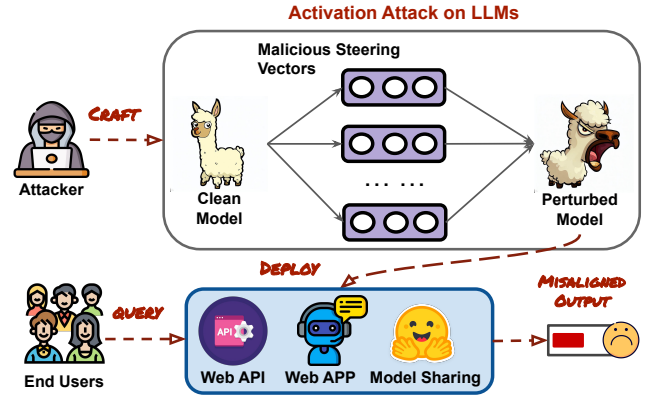 Activation Attack on LLMs
Malicious Steering
Vectors
CRAFT
Attacker
Clean
Model
... ...
Perturbed
Model
DEPLOY
QUERY
MISALIGNED
OUTPUT
API
End Users
Web API
Web APP
Model Sharing